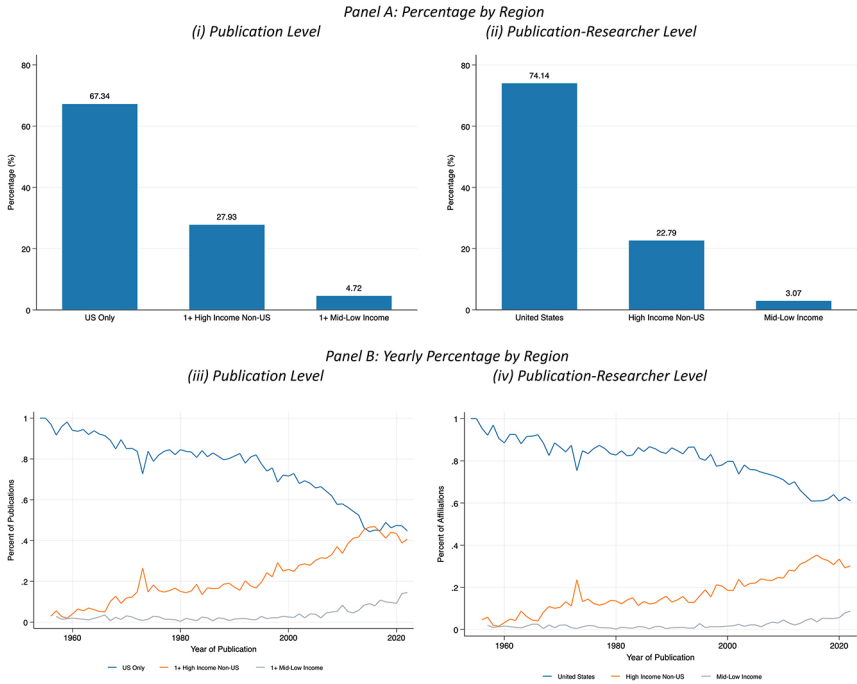 Panel A: Percentage by Region
(i) Publication Level
(ii) Publication-Researcher Level
Percentage (%)
80
60
40
20
0
67.34
27.93
4.72
US Only
1+ High Income Non-US
1+ Mid-Low Income
Percentage (%)
80
60
40
20
0
74.14
22.79
3.07
United States
High Income Non-US
Mid-Low Income
Panel B: Yearly Percentage by Region
(iii) Publication Level
(iv) Publication-Researcher Level
Percent of Publications
1
.8
.6
.4
.2
0
1960
1980
2000
2020
Year of Publication
US Only
1+ High Income Non-US
1+ Mid-Low Income
Percent of Affiliations
1
.8
.6
.4
.2
0
1960
1980
2000
2020
Year of Publication
United States
High Income Non-US
Mid-Low Income